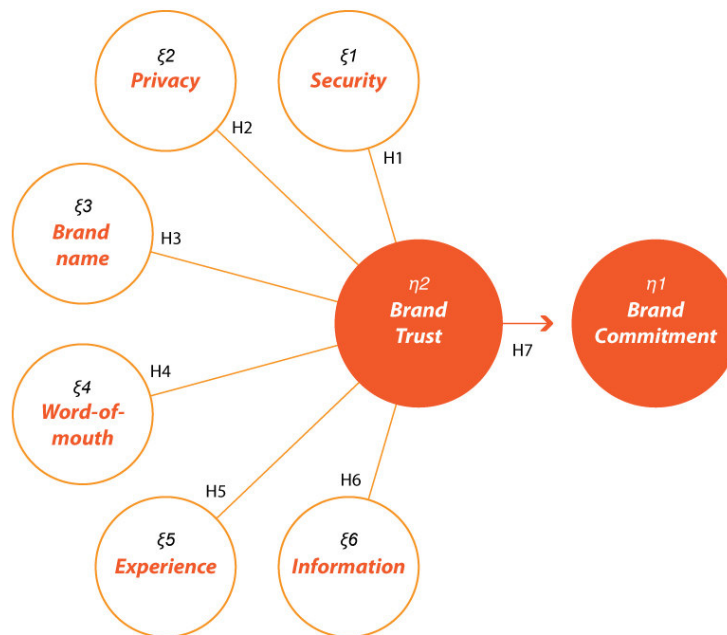 ξ2
Privacy
ξ1
Security
H2
H1
ξ3
Brand
name
H3
η2
Brand
Trust
η1
Brand
Commitment
H7
ξ4
Word-of-
mouth
H4
H5
H6
ξ5
Experience
ξ6
Information